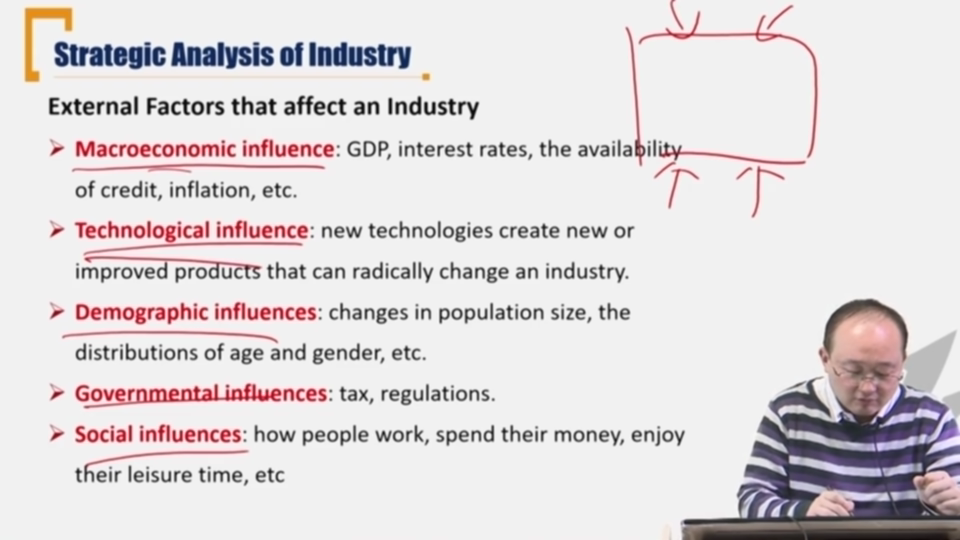 Strategic Analysis of Industry
External Factors that affect an Industry
Macroeconomic influence: GDP, interest rates, the availability
of credit, inflation, etc.
Technological influence: new technologies create new or
improved products that can radically change an industry.
Demographic influences: changes in population size, the
distributions of age and gender, etc.
Governmental influences: tax, regulations.
Social influences: how people work, spend their money, enjoy
their leisure time, etc